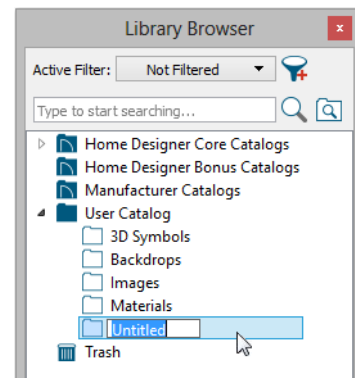 Library Browser
x
Active Filter: Not Filtered
Type to start searching...
Home Designer Core Catalogs
Home Designer Bonus Catalogs
Manufacturer Catalogs
User Catalog
3D Symbols
Backdrops
Images
Materials
Untitled
Trash